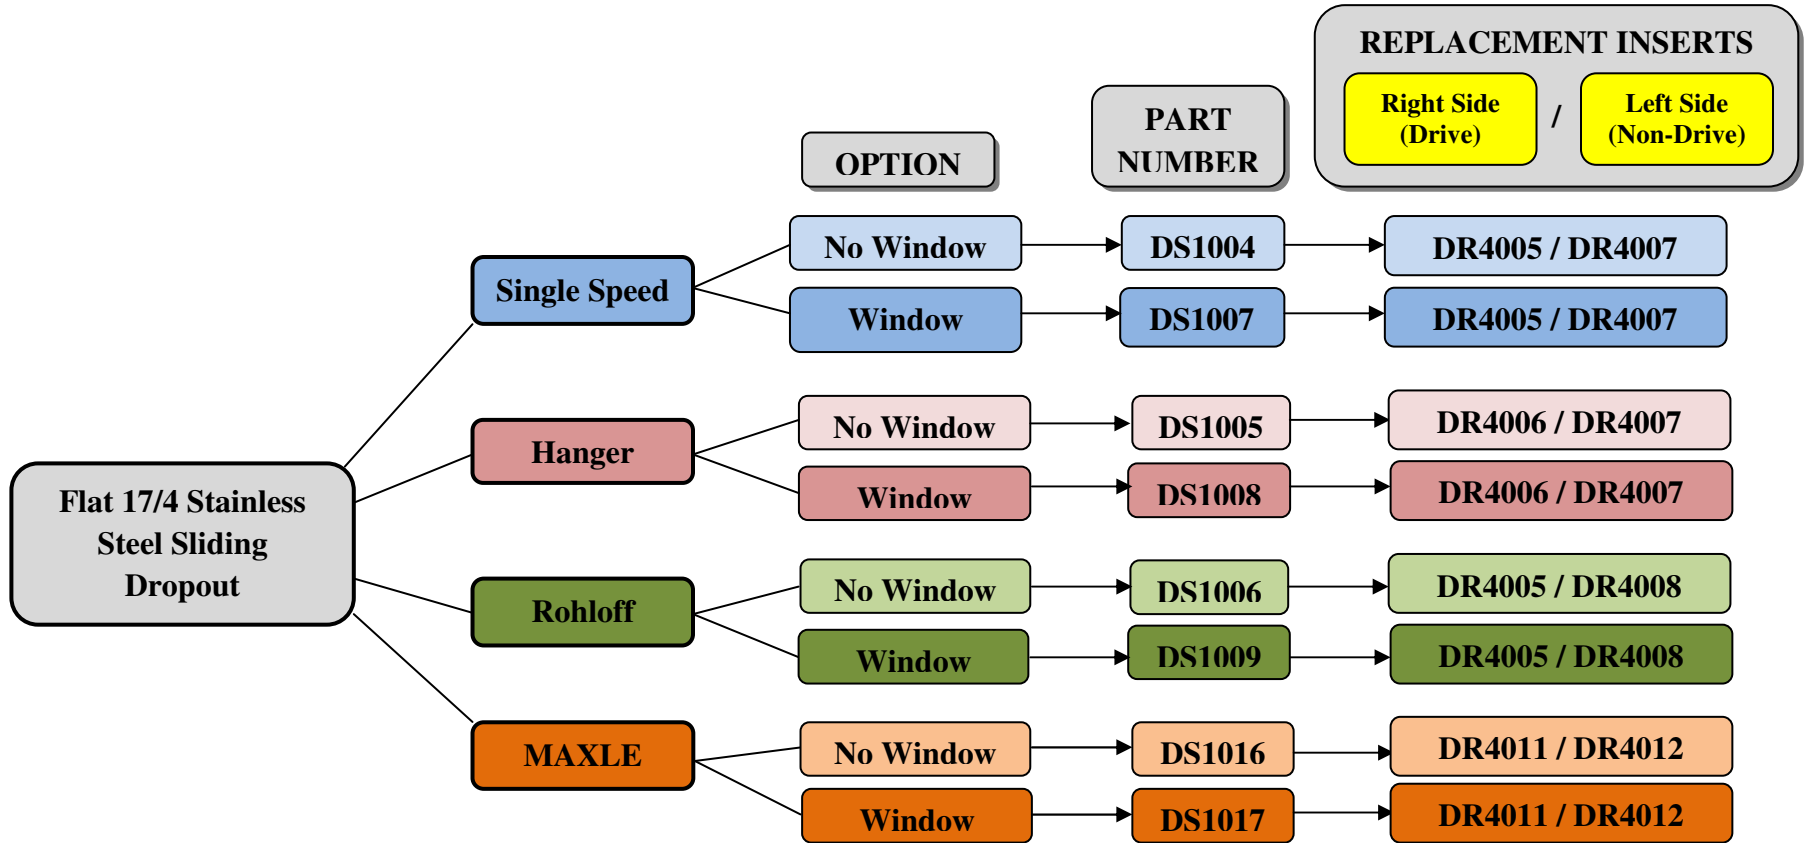 REPLACEMENT INSERTS
Right Side
(Drive)
/
Left Side
(Non-Drive)
PART
NUMBER
OPTION
No Window
DS1004
DR4005 / DR4007
Single Speed
Window
DS1007
DR4005 / DR4007
No Window
DS1005
DR4006 / DR4007
Hanger
Window
DS1008
DR4006 / DR4007
Flat 17/4 Stainless
Steel Sliding
Dropout
No Window
DS1006
DR4005 / DR4008
Rohloff
Window
DS1009
DR4005 / DR4008
No Window
DS1016
DR4011 / DR4012
MAXLE
Window
DS1017
DR4011 / DR4012